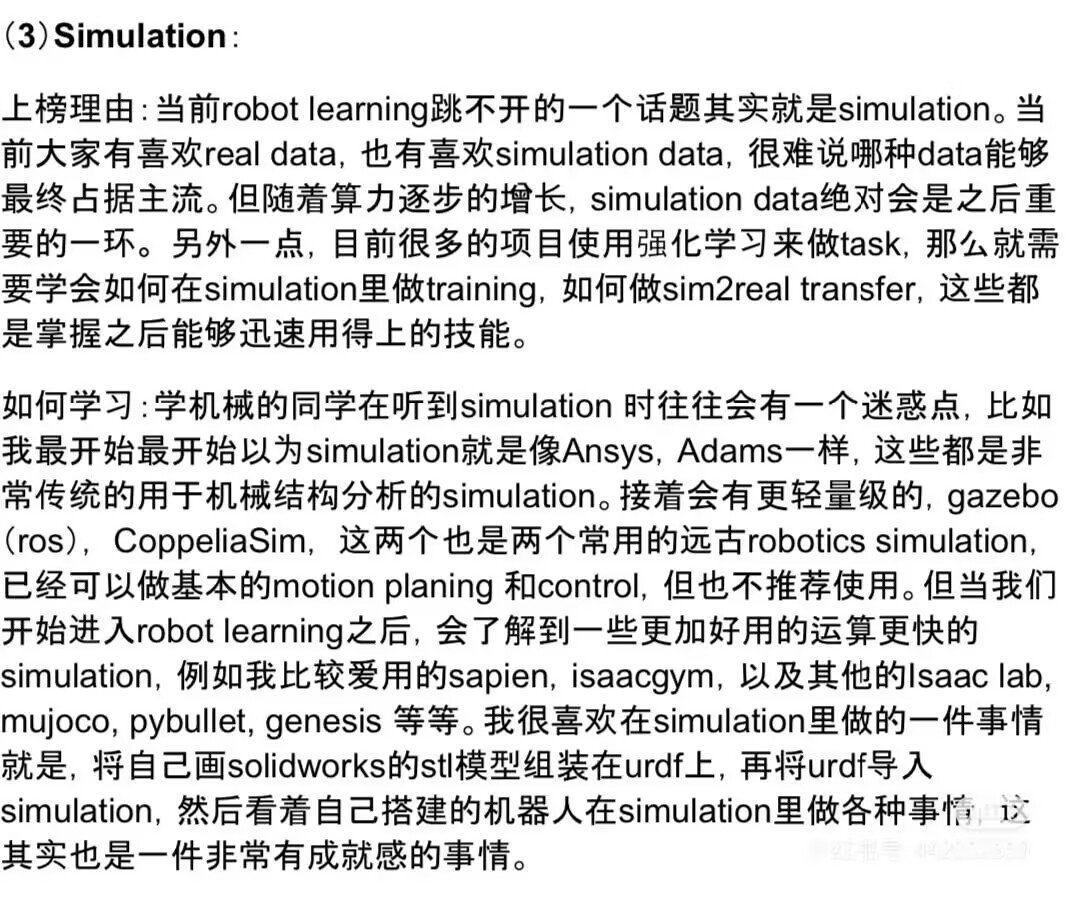 （3）Simulation：
上榜理由：当前robot learning跳不开的一个话题其实就是simulation。当
前大家有喜欢real data，也有喜欢simulation data，很难说哪种data能够
最终占据主流。但随着算力逐步的增长，simulation data绝对会是之后重
要的一环。另外一点，目前很多的项目使用强化学习来做task，那么就需
要学会如何在simulation里做training，如何做sim2real transfer，这些都
是掌握之后能够迅速用得上的技能。
如何学习：学机械的同学在听到simulation 时往往会有一个迷惑点，比如
我最开始最开始以为simulation就是像Ansys，Adams一样，这些都是非
常传统的用于机械结构分析的simulation。接着会有更轻量级的，gazebo
（ros），CoppeliaSim，这两个也是两个常用的远古robotics simulation，
已经可以做基本的motion planing 和control，但也不推荐使用。但当我们
开始进入robot learning之后，会了解到一些更加好用的运算更快的
simulation，例如我比较爱用的sapien, isaacgym，以及其他的Isaac lab,
mujoco, pybullet, genesis 等等。我很喜欢在simulation里做的一件事情
就是，将自己画solidworks的stl模型组装在urdf上，再将urdf导入
simulation，然后看着自己搭建的机器人在simulation里做各种事情，这
其实也是一件非常有成就感的事情。